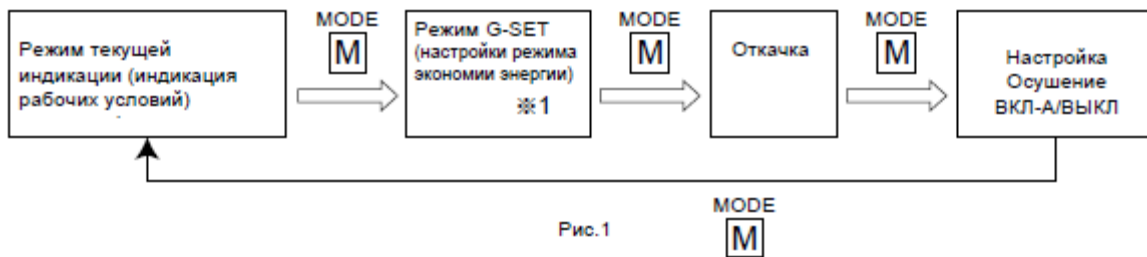 Режим текущей
индикации (индикация
рабочих условий)
MODE
M
Режим G-SET
(настройки режима
экономии энергии)
※1
MODE
M
Откачка
MODE
M
Настройка
Осушение
ВКЛ-А/ВЫКЛ
MODE
M
Рис.1